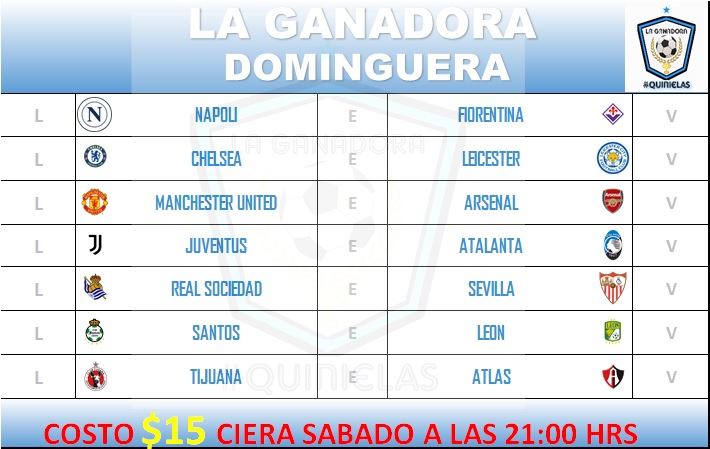 LA GANADORA
DOMINGUERA
LA GANADORA
#QUINIELAS
L N NAPOLI E FIORENTINA V
L CHELSEA E LEICESTER V
LA GANADORA
L MANCHESTER UNITED E ARSENAL V
L JUVENTUS E ATALANTA V
L REAL SOCIEDAD E SEVILLA V
L SANTOS E LEON V
L TIJUANA E ATLAS V
#QUINIELAS
COSTO $15 CIERA SABADO A LAS 21:00 HRS